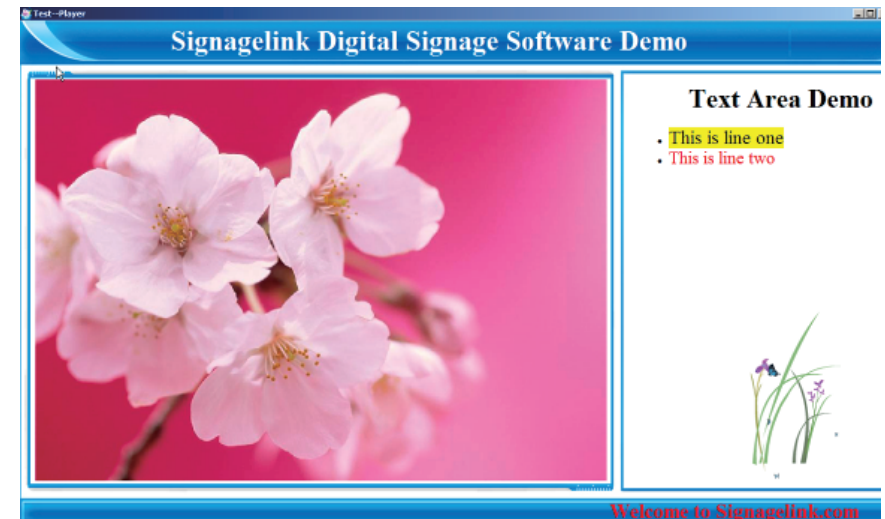 Test--Player
Signagelink Digital Signage Software Demo
Text Area Demo
This is line one
This is line two
Welcome to Signagelink.com